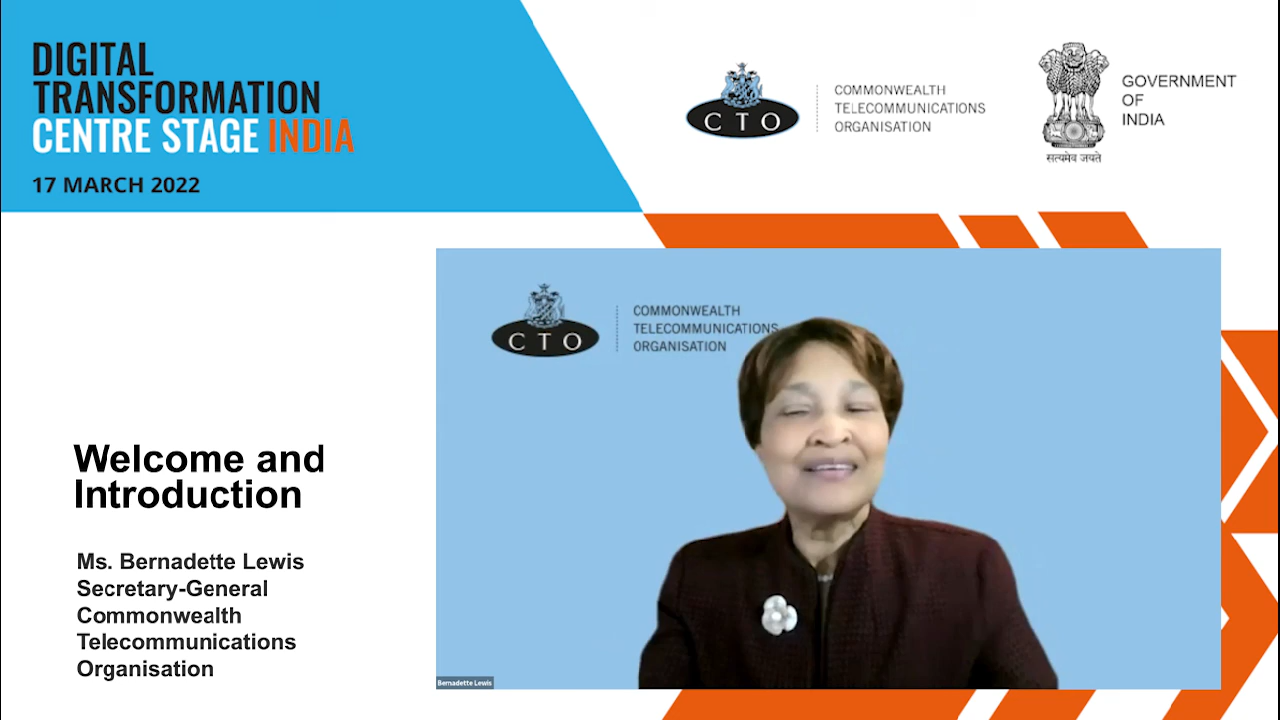 DIGITAL
TRANSFORMATION
CENTRE STAGE INDIA
17 MARCH 2022
CTO
COMMONWEALTH
TELECOMMUNICATIONS
ORGANISATION
सत्यमेव जयते
GOVERNMENT
OF
INDIA
CTO
COMMONWEALTH
TELECOMMUNICATIONS
ORGANISATION
Welcome and
Introduction
Ms. Bernadette Lewis
Secretary-General
Commonwealth
Telecommunications
Organisation
Bernadette Lewis